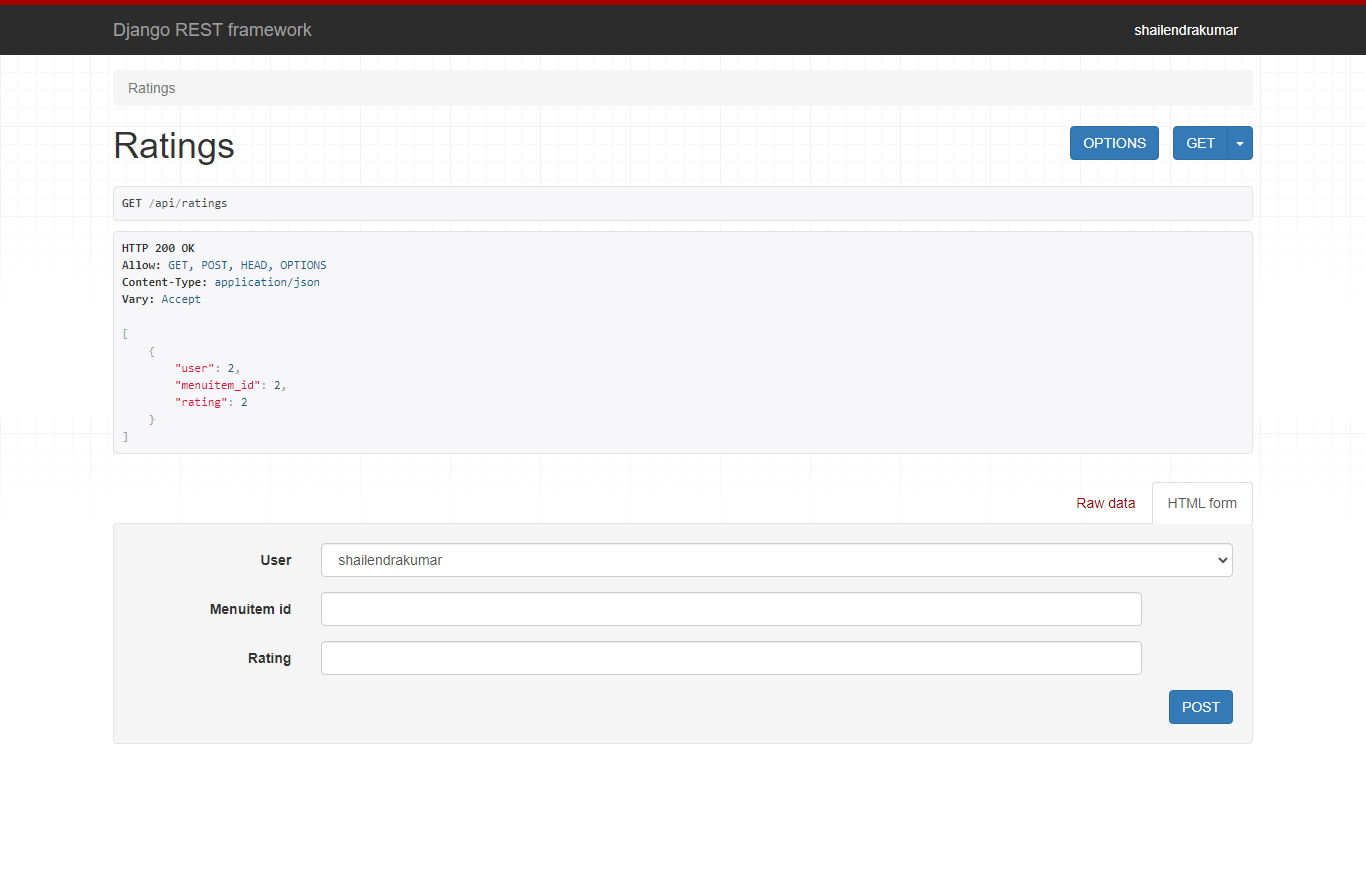 Django REST framework
shailendrakumar
Ratings
Ratings
OPTIONS
GET
GET /api/ratings
HTTP 200 OK
Allow: GET, POST, HEAD, OPTIONS
Content-Type: application/json
Vary: Accept
[
    {
        "user": 2,
        "menuitem_id": 2,
        "rating": 2
    }
]
Raw data
HTML form
User
shailendrakumar
Menuitem id
Rating
POST